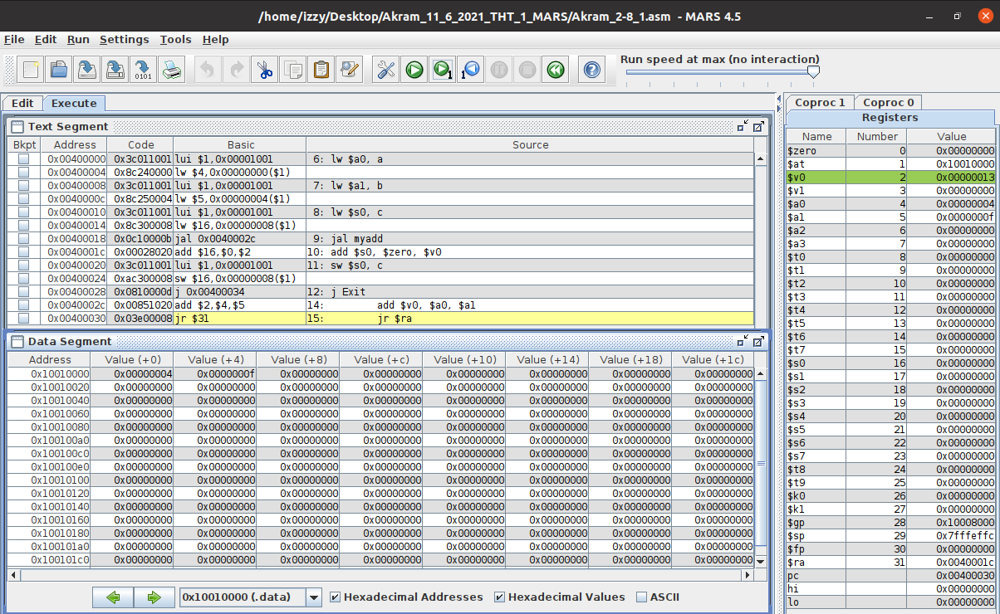 /home/izzy/Desktop/Akram_11_6_2021_THT_1_MARS/Akram_2-8_1.asm - MARS 4.5
File Edit Run Settings Tools Help
Run speed at max (no interaction)
0101 1 1
Edit Execute
Text Segment
Bkpt Address Code Basic Source
0x00400000 0x3c011001 lui $1,0x00001001 6: lw $a0, a
0x00400004 0x8c240000 lw $4,0x00000000($1)
0x00400008 0x3c011001 lui $1,0x00001001 7: lw $a1, b
0x0040000c 0x8c250004 lw $5,0x00000004($1)
0x00400010 0x3c011001 lui $1,0x00001001 8: lw $s0, c
0x00400014 0x8c300008 lw $16,0x00000008($1)
0x00400018 0x0c10000b jal 0x0040002c 9: jal myadd
0x0040001c 0x00028020 add $16,$0,$2 10: add $s0, $zero, $v0
0x00400020 0x3c011001 lui $1,0x00001001 11: sw $s0, c
0x00400024 0xac300008 sw $16,0x00000008($1)
0x00400028 0x0810000d j 0x00400034 12: j Exit
0x0040002c 0x00851020 add $2,$4,$5 14: add $v0, $a0, $a1
0x00400030 0x03e00008 jr $31 15: jr $ra
Data Segment
Address Value (+0) Value (+4) Value (+8) Value (+c) Value (+10) Value (+14) Value (+18) Value (+1c)
0x10010000 0x00000004 0x0000000f 0x00000000 0x00000000 0x00000000 0x00000000 0x00000000 0x00000000
0x10010020 0x00000000 0x00000000 0x00000000 0x00000000 0x00000000 0x00000000 0x00000000 0x00000000
0x10010040 0x00000000 0x00000000 0x00000000 0x00000000 0x00000000 0x00000000 0x00000000 0x00000000
0x10010060 0x00000000 0x00000000 0x00000000 0x00000000 0x00000000 0x00000000 0x00000000 0x00000000
0x10010080 0x00000000 0x00000000 0x00000000 0x00000000 0x00000000 0x00000000 0x00000000 0x00000000
0x100100a0 0x00000000 0x00000000 0x00000000 0x00000000 0x00000000 0x00000000 0x00000000 0x00000000
0x100100c0 0x00000000 0x00000000 0x00000000 0x00000000 0x00000000 0x00000000 0x00000000 0x00000000
0x100100e0 0x00000000 0x00000000 0x00000000 0x00000000 0x00000000 0x00000000 0x00000000 0x00000000
0x10010100 0x00000000 0x00000000 0x00000000 0x00000000 0x00000000 0x00000000 0x00000000 0x00000000
0x10010120 0x00000000 0x00000000 0x00000000 0x00000000 0x00000000 0x00000000 0x00000000 0x00000000
0x10010140 0x00000000 0x00000000 0x00000000 0x00000000 0x00000000 0x00000000 0x00000000 0x00000000
0x10010160 0x00000000 0x00000000 0x00000000 0x00000000 0x00000000 0x00000000 0x00000000 0x00000000
0x10010180 0x00000000 0x00000000 0x00000000 0x00000000 0x00000000 0x00000000 0x00000000 0x00000000
0x100101a0 0x00000000 0x00000000 0x00000000 0x00000000 0x00000000 0x00000000 0x00000000 0x00000000
0x100101c0 0x00000000 0x00000000 0x00000000 0x00000000 0x00000000 0x00000000 0x00000000 0x00000000
0x10010000 (.data) Hexadecimal Addresses Hexadecimal Values ASCII
Coproc 1 Coproc 0
Registers
Name Number Value
$zero 0 0x00000000
$at 1 0x10010000
$v0 2 0x00000013
$v1 3 0x00000000
$a0 4 0x00000004
$a1 5 0x0000000f
$a2 6 0x00000000
$a3 7 0x00000000
$t0 8 0x00000000
$t1 9 0x00000000
$t2 10 0x00000000
$t3 11 0x00000000
$t4 12 0x00000000
$t5 13 0x00000000
$t6 14 0x00000000
$t7 15 0x00000000
$s0 16 0x00000000
$s1 17 0x00000000
$s2 18 0x00000000
$s3 19 0x00000000
$s4 20 0x00000000
$s5 21 0x00000000
$s6 22 0x00000000
$s7 23 0x00000000
$t8 24 0x00000000
$t9 25 0x00000000
$k0 26 0x00000000
$k1 27 0x00000000
$gp 28 0x10008000
$sp 29 0x7fffeffc
$fp 30 0x00000000
$ra 31 0x0040001c
pc 0x00400030
hi 0x00000000
lo 0x00000000